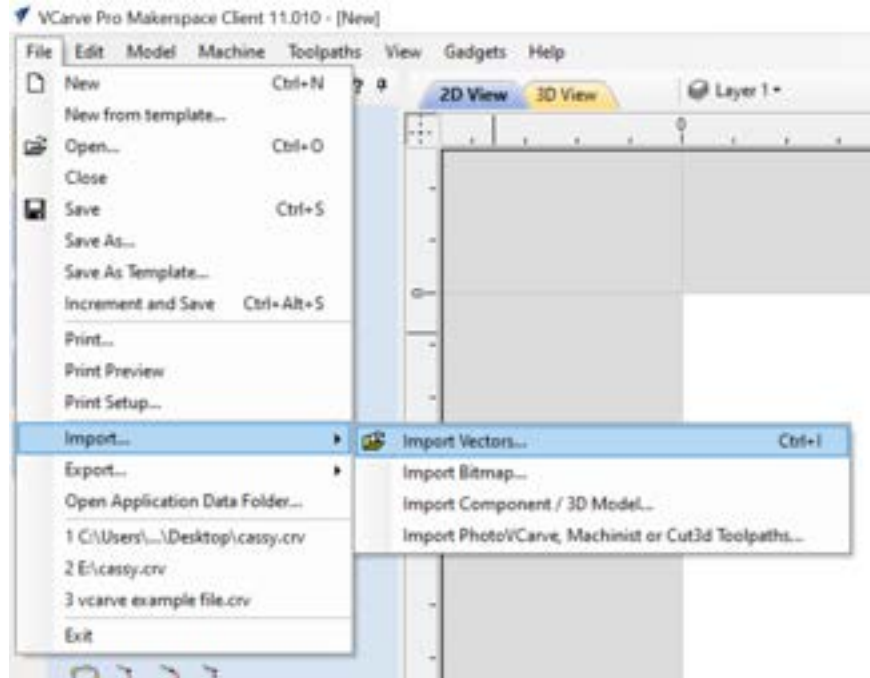 VCarve Pro Makerspace Client 11.010 - [New]
File Edit Model Machine Toolpaths View Gadgets Help
New Ctrl+N
New from template...
Open... Ctrl+O
Close
Save Ctrl+S
Save As...
Save As Template...
Increment and Save Ctrl+Alt+S
Print...
Print Preview
Print Setup...
Import...
Export...
Open Application Data Folder...
1 C:\Users\...\Desktop\cassy.crv
2 E:\cassy.crv
3 vcarve example file.crv
Exit
?
2D View 3D View Layer 1
0
0
Import Vectors... Ctrl+I
Import Bitmap...
Import Component / 3D Model...
Import PhotoVCarve, Machinist or Cut3d Toolpaths...